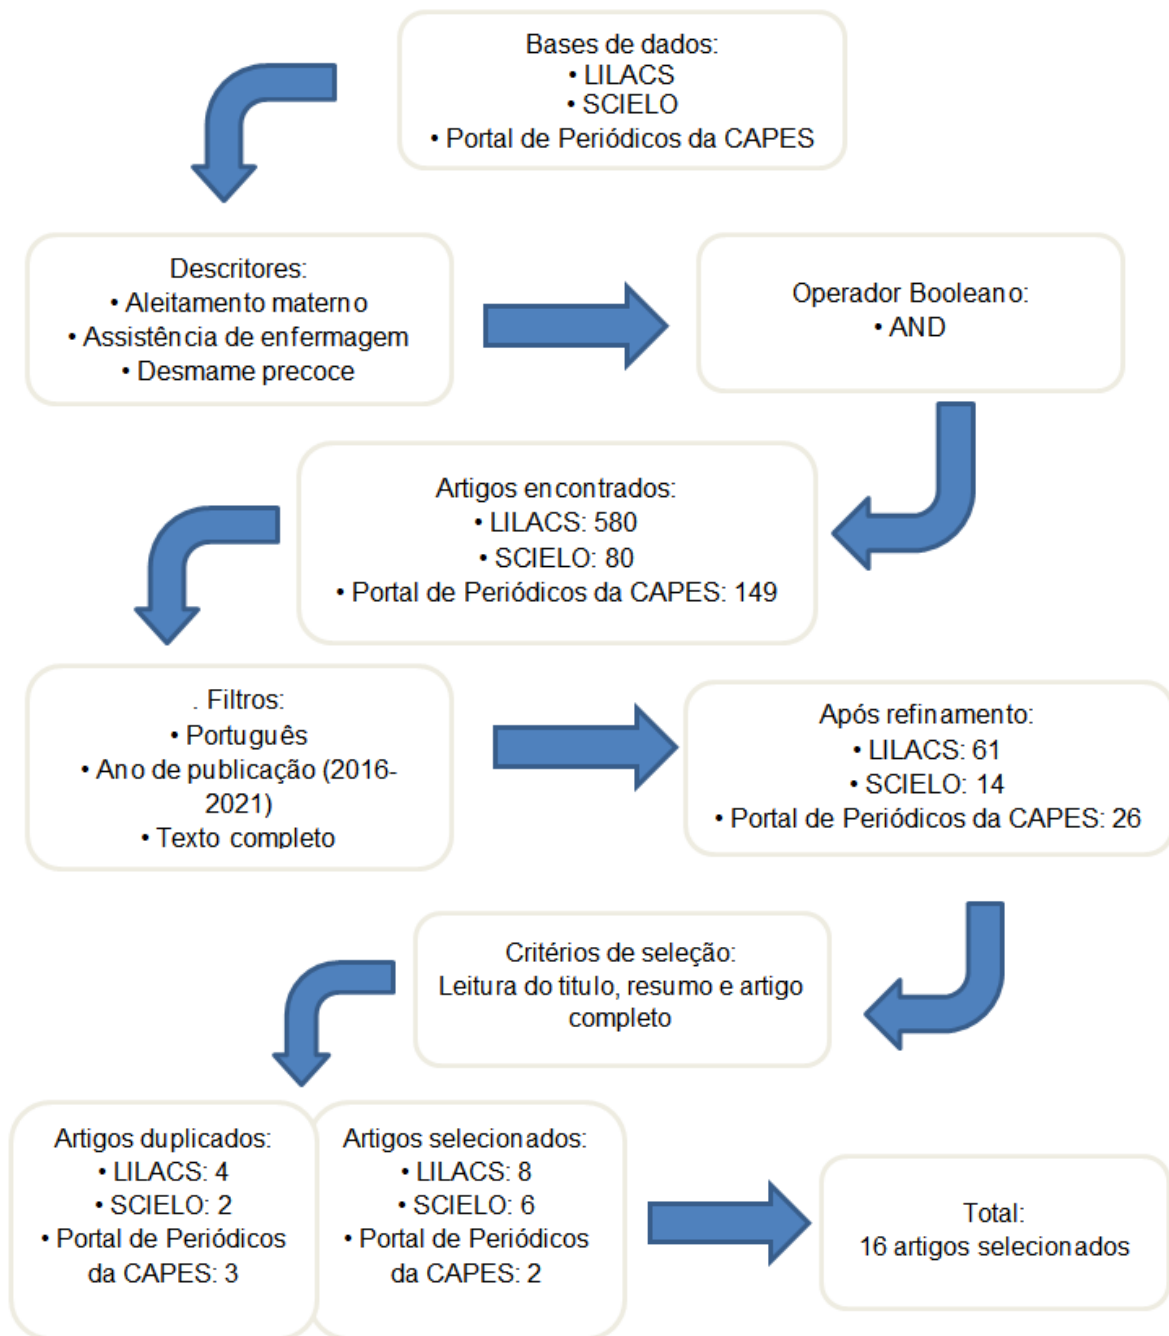 Bases de dados:
• LILACS
• SCIELO
• Portal de Periódicos da CAPES
Descritores:
• Aleitamento materno
• Assistência de enfermagem
• Desmame precoce
Operador Booleano:
• AND
Artigos encontrados:
• LILACS: 580
• SCIELO: 80
• Portal de Periódicos da CAPES: 149
. Filtros:
• Português
• Ano de publicação (2016-
2021)
• Texto completo
Após refinamento:
• LILACS: 61
• SCIELO: 14
• Portal de Periódicos da CAPES: 26
Critérios de seleção:
Leitura do titulo, resumo e artigo
completo
Artigos duplicados:
• LILACS: 4
• SCIELO: 2
• Portal de Periódicos
da CAPES: 3
Artigos selecionados:
• LILACS: 8
• SCIELO: 6
• Portal de Periódicos
da CAPES: 2
Total:
16 artigos selecionados